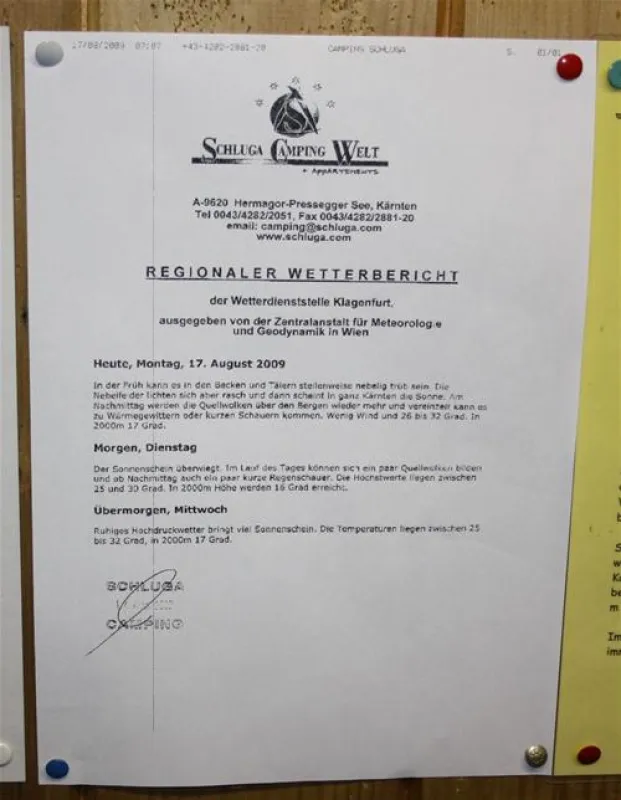 17/08/2009 07:07 +43-4282-2881-20 CAMPING SCHLUGA S. 01/01
SCHLUGA CAMPING WELT
+ APPARTEMENTS
A-9620 Hermagor-Pressegger See, Kärnten
Tel 0043/4282/2051, Fax 0043/4282/2881-20
email: camping@schluga.com
www.schluga.com
REGIONALER WETTERBERICHT
der Wetterdienststelle Klagenfurt,
ausgegeben von der Zentralanstalt für Meteorologie
und Geodynamik in Wien
Heute, Montag, 17. August 2009
In der Früh kann es in den Becken und Tälern stellenweise nebelig trüb sein. Die
Nebelfelder lichten sich aber rasch und dann scheint in ganz Kärnten die Sonne. Am
Nachmittag werden die Quellwolken über den Bergen wieder mehr und vereinzelt kann es
zu Wärmegewittern oder kurzen Schauern kommen. Wenig Wind und 26 bis 32 Grad. In
2000m 17 Grad.
Morgen, Dienstag
Der Sonnenschein überwiegt. Im Lauf des Tages können sich ein paar Quellwolken bilden
und ab Nachmittag auch ein paar kurze Regenschauer. Die Höchstwerte liegen zwischen
25 und 30 Grad. In 2000m Höhe werden 16 Grad erreicht.
Übermorgen, Mittwoch
Ruhiges Hochdruckwetter bringt viel Sonnenschein. Die Temperaturen liegen zwischen 25
bis 32 Grad, in 2000m 17 Grad.
SCHLUGA
CAMPING